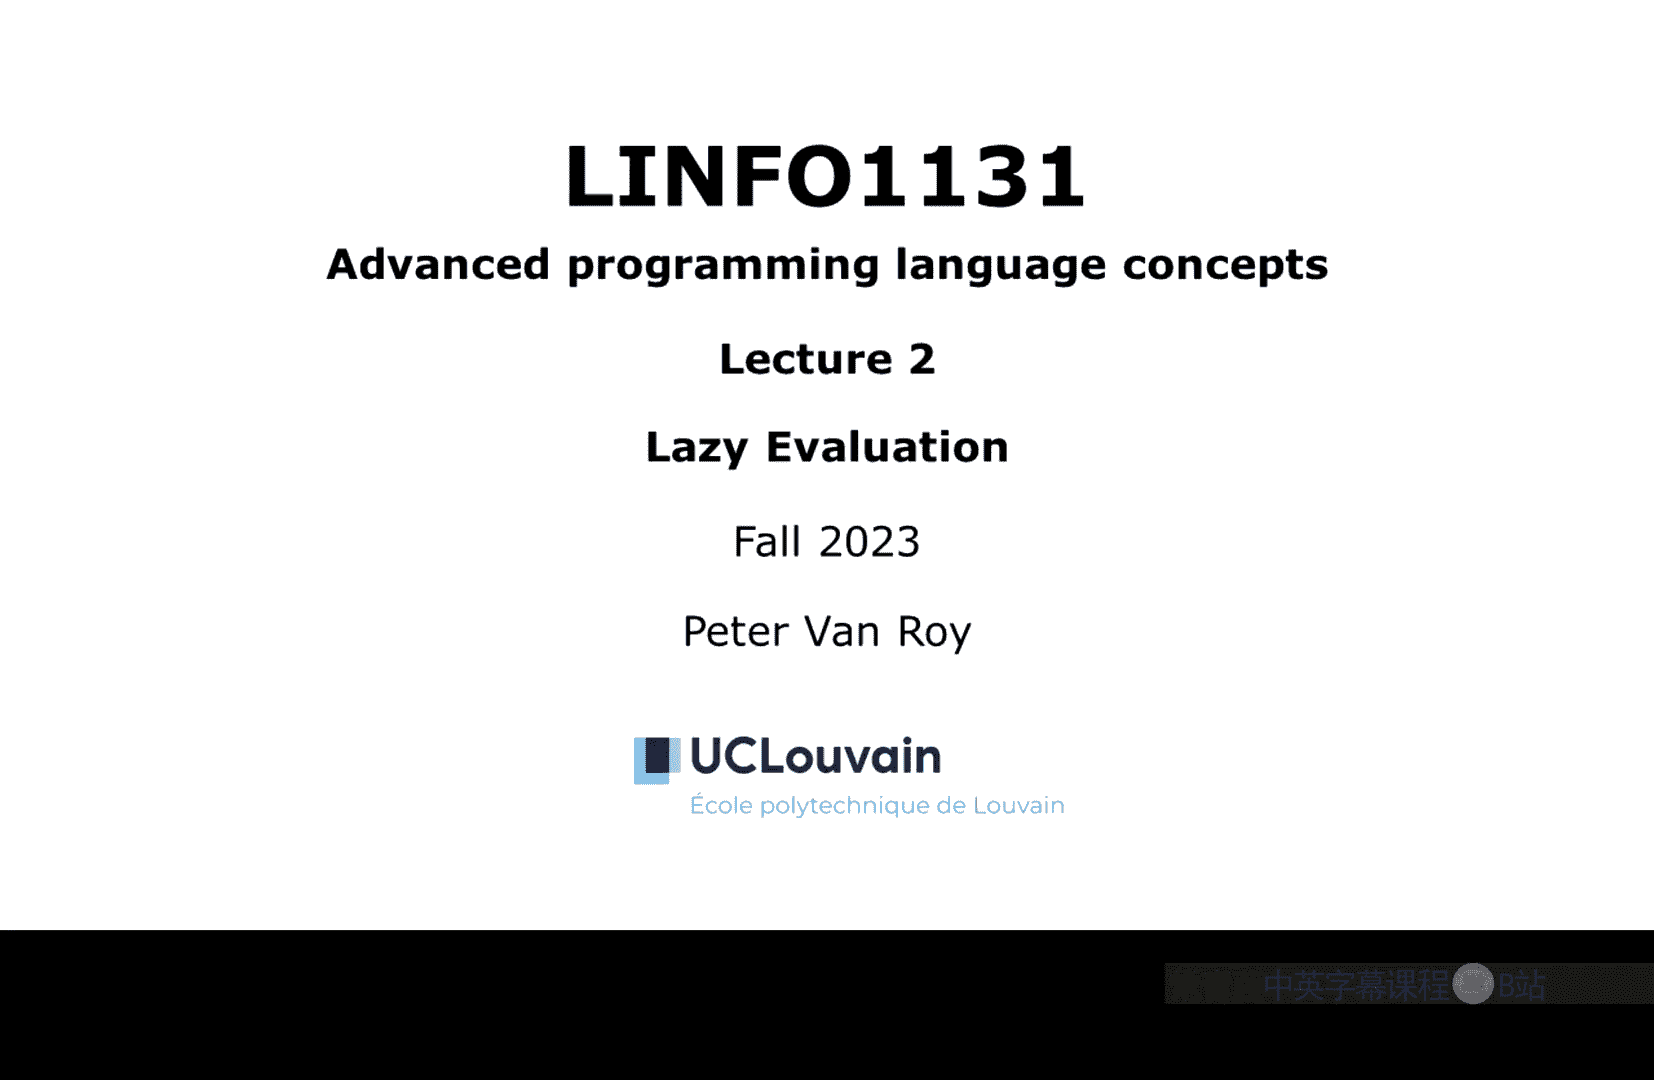 LINFO1131
Advanced programming language concepts
Lecture 2
Lazy Evaluation
Fall 2023
Peter Van Roy
UCLouvain
École polytechnique de Louvain
中英字幕课程 B站